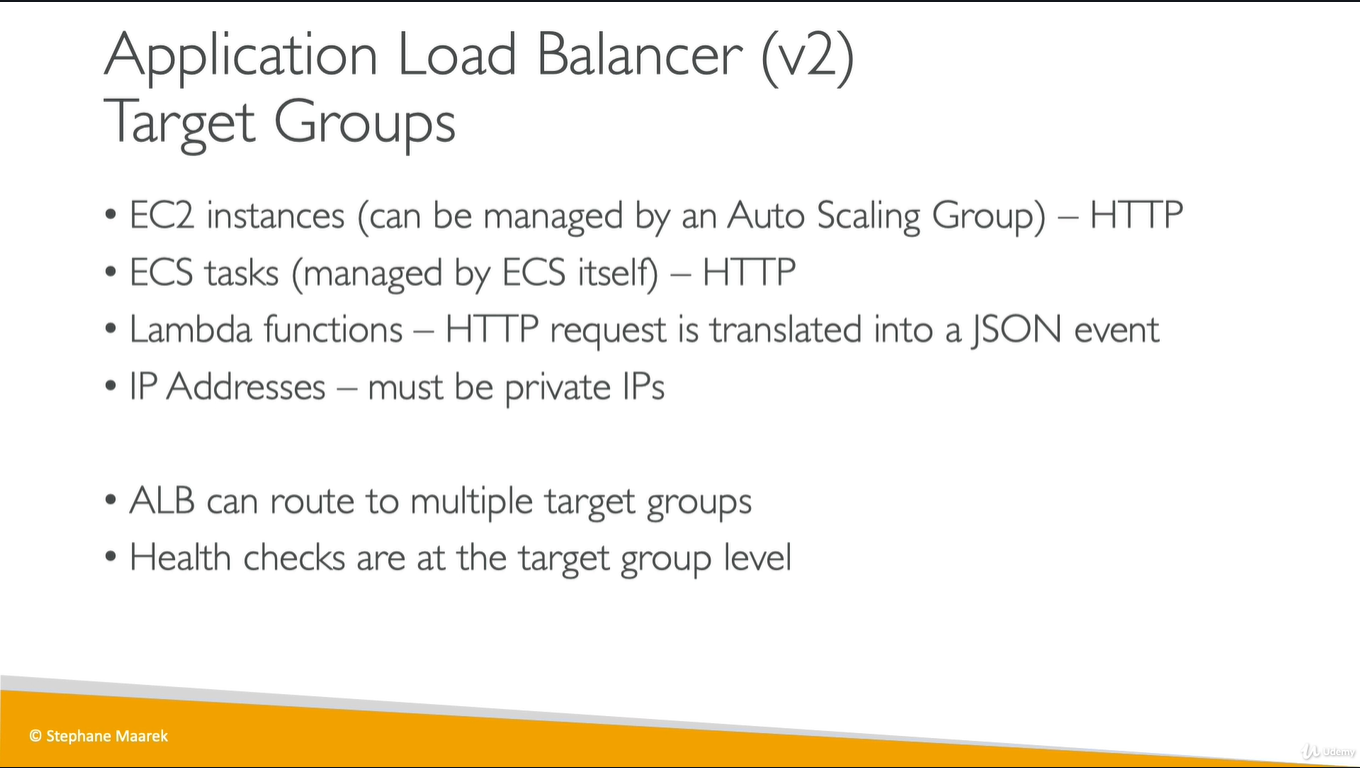 Application Load Balancer (v2)
Target Groups
• EC2 instances (can be managed by an Auto Scaling Group) – HTTP
• ECS tasks (managed by ECS itself) – HTTP
• Lambda functions – HTTP request is translated into a JSON event
• IP Addresses – must be private IPs
• ALB can route to multiple target groups
• Health checks are at the target group level
© Stephane Maarek
Udemy